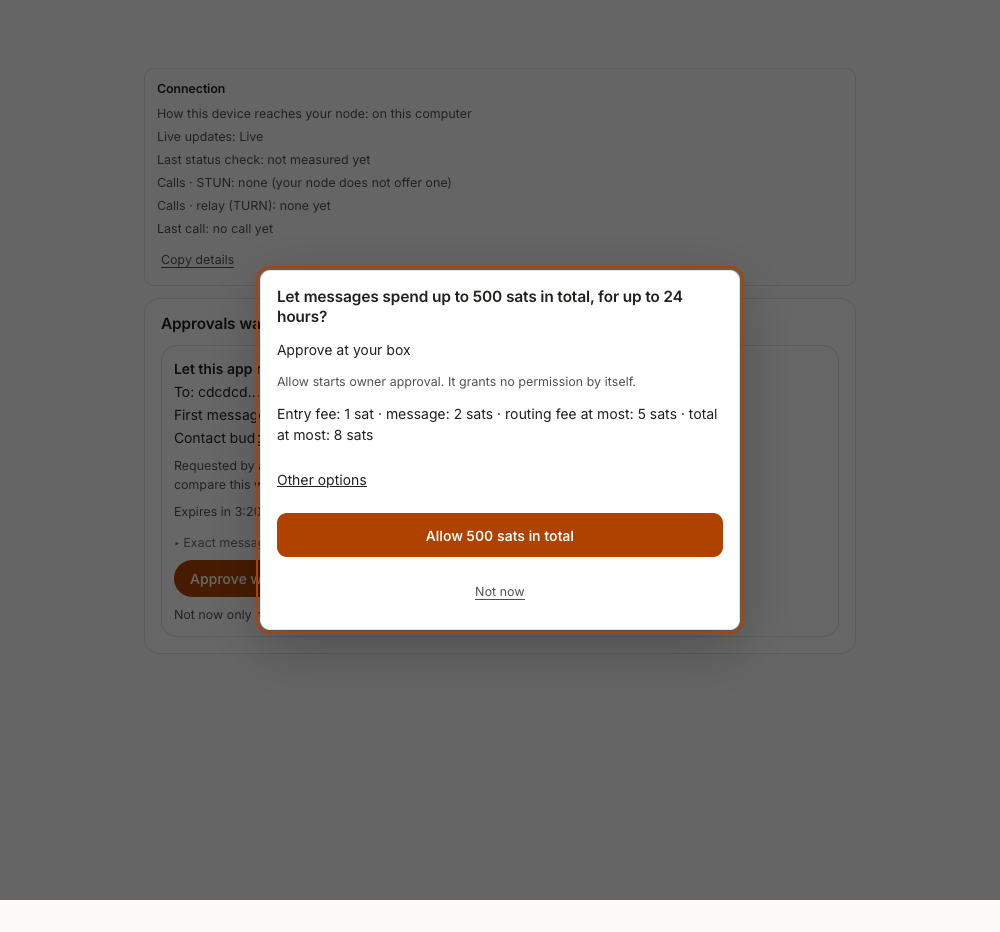 Connection
How this device reaches your node: on this computer
Live updates: Live
Last status check: not measured yet
Calls · STUN: none (your node does not offer one)
Calls · relay (TURN): none yet
Last call: no call yet
Copy details
Approvals
Let this app
To: cdcdcd...
First
Contact
Requested by
compare this
Expires in
Exact
Approve
Not now only
Let messages spend up to 500 sats in total, for up to 24
hours?
Approve at your box
Allow starts owner approval. It grants no permission by itself.
Entry fee: 1 sat · message: 2 sats · routing fee at most: 5 sats · total
at most: 8 sats
Other options
Allow 500 sats in total
Not now